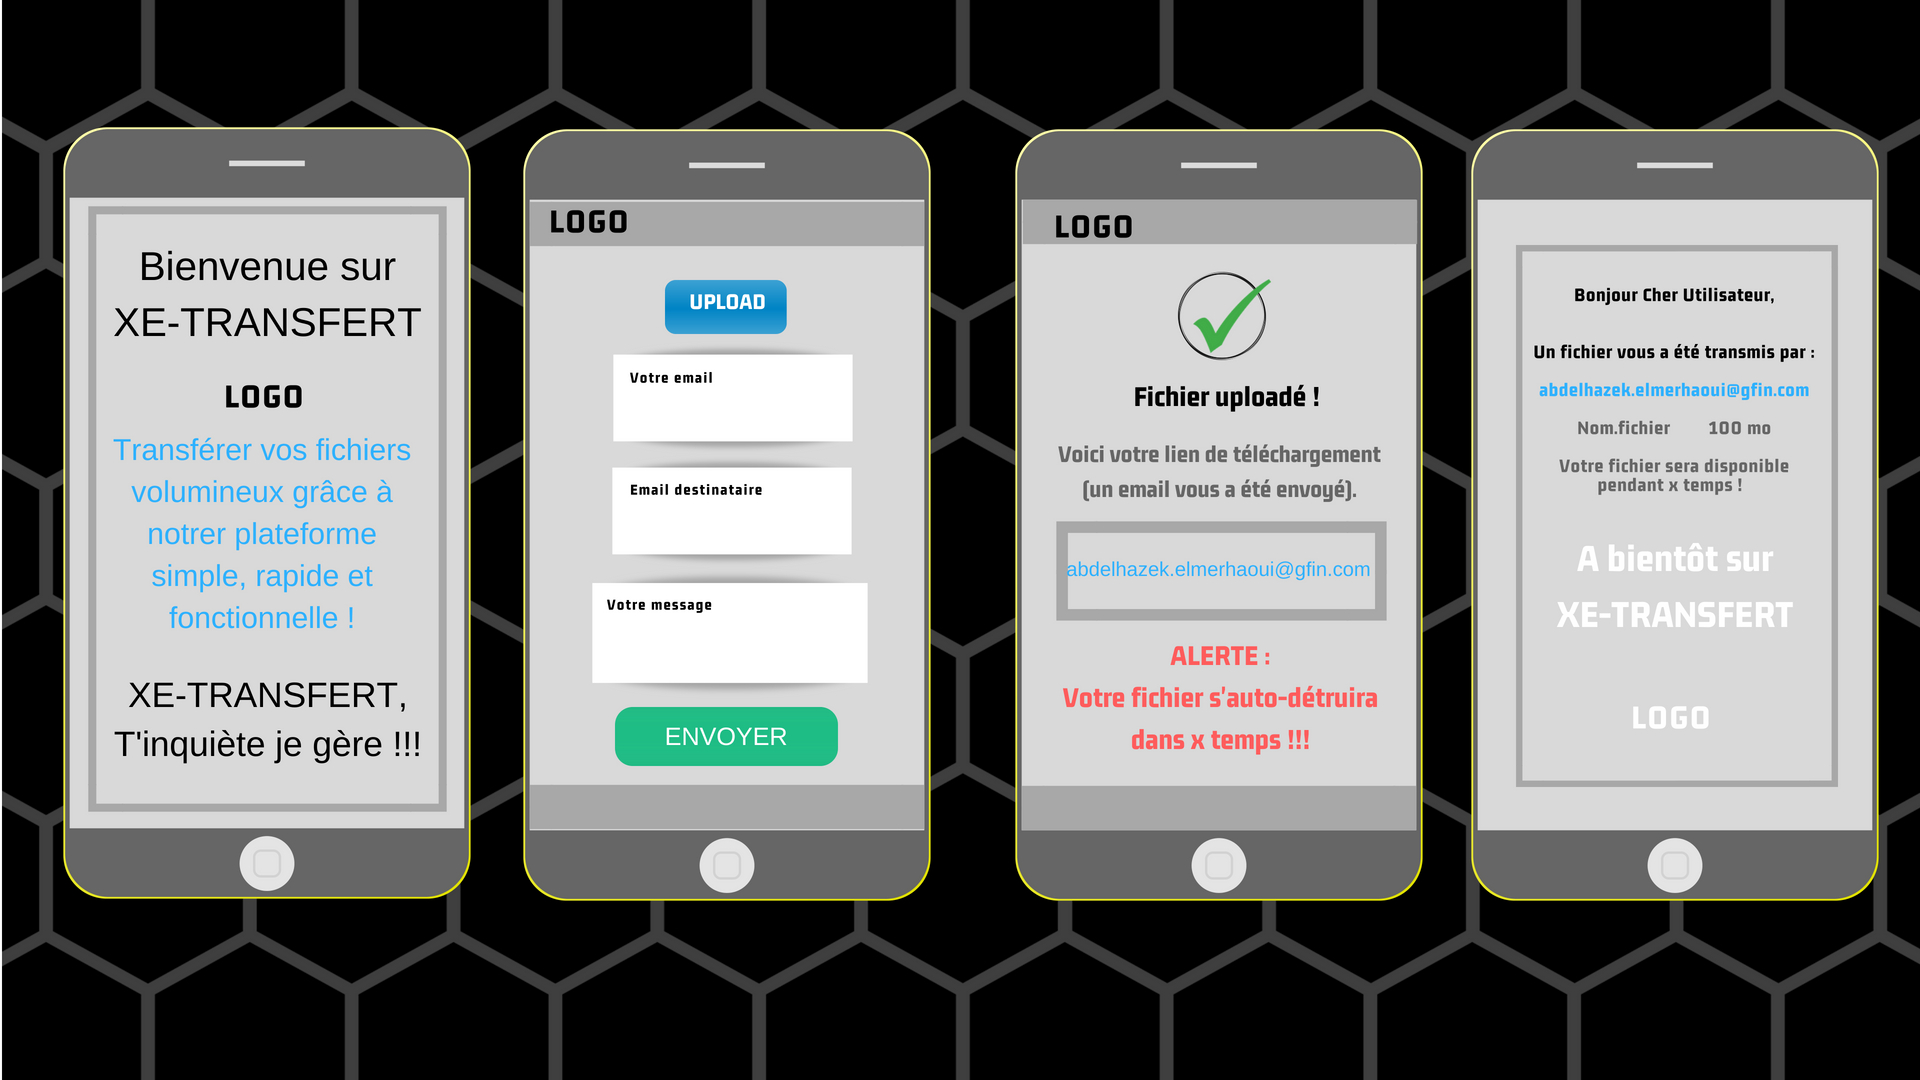 Bienvenue sur
XE-TRANSFERT
LOGO
Transférer vos fichiers
volumineux grâce à
notrer plateforme
simple, rapide et
fonctionnelle !
XE-TRANSFERT,
T'inquiète je gère !!!
LOGO
UPLOAD
Votre email
Email destinataire
Votre message
ENVOYER
LOGO
Fichier uploadé !
Voici votre lien de téléchargement
(un email vous a été envoyé).
abdelhazek.elmerhaoui@gfin.com
ALERTE :
Votre fichier s'auto-détruira
dans x temps !!!
Bonjour Cher Utilisateur,
Un fichier vous a été transmis par :
abdelhazek.elmerhaoui@gfin.com
Nom.fichier 100 mo
Votre fichier sera disponible
pendant x temps !
A bientôt sur
XE-TRANSFERT
LOGO